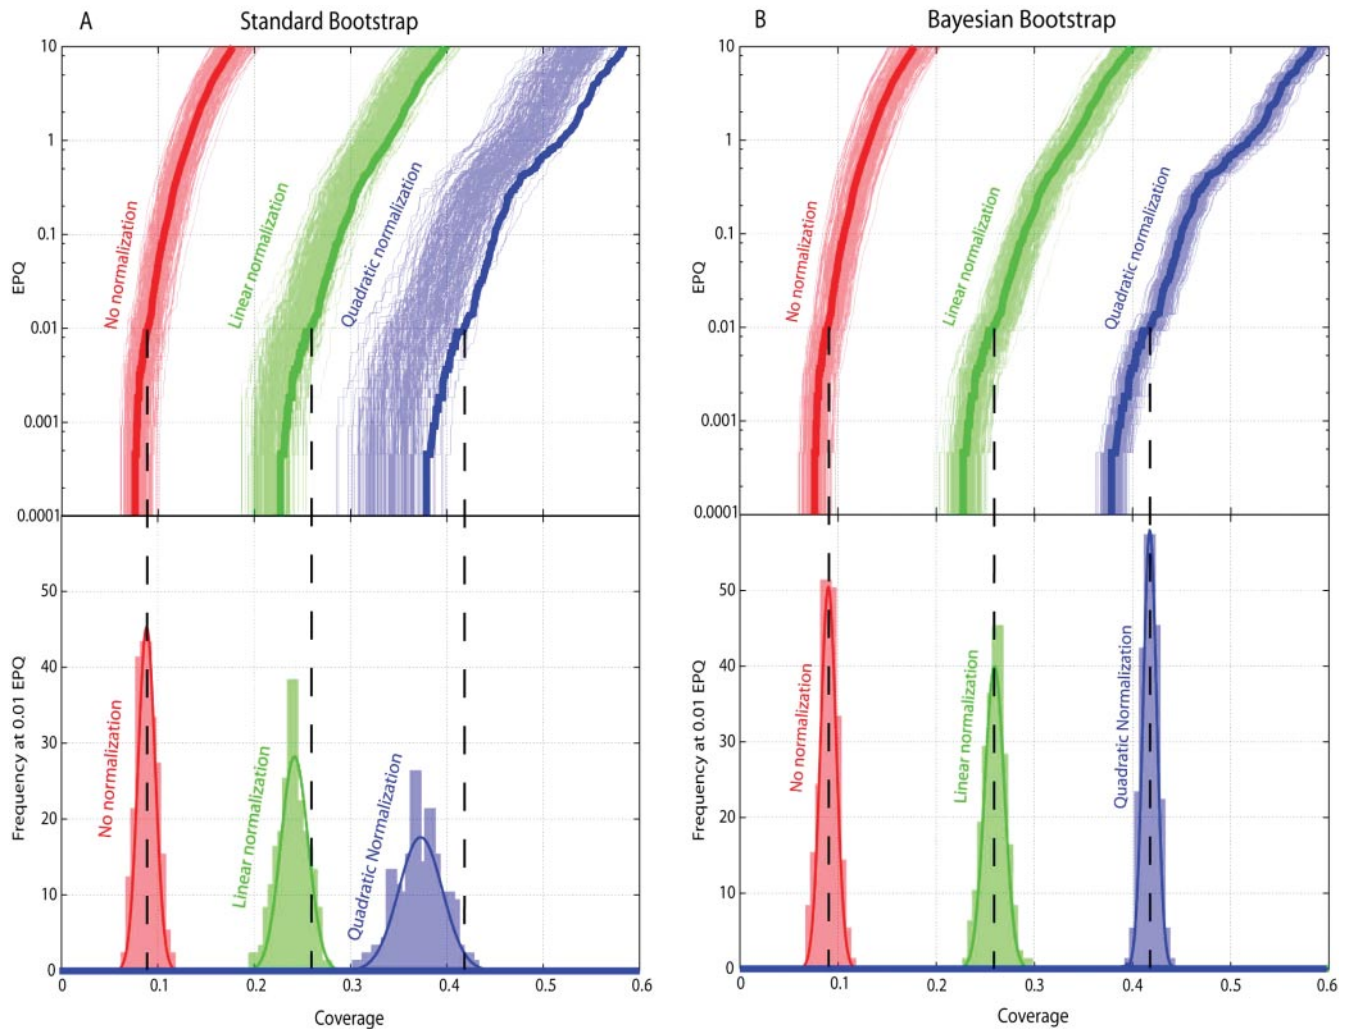 A
Standard Bootstrap
10
1
0.1
0.01
0.001
0.0001
EPQ
No normalization
Linear normalization
Quadratic normalization
50
40
30
20
10
0
Frequency at 0.01 EPQ
No normalization
Linear normalization
Quadratic Normalization
0
0.1
0.2
0.3
0.4
0.5
0.6
Coverage
B
Bayesian Bootstrap
10
1
0.1
0.01
0.001
0.0001
EPQ
No normalization
Linear normalization
Quadratic normalization
50
40
30
20
10
0
Frequency at 0.01 EPQ
No normalization
Linear normalization
Quadratic Normalization
0
0.1
0.2
0.3
0.4
0.5
0.6
Coverage